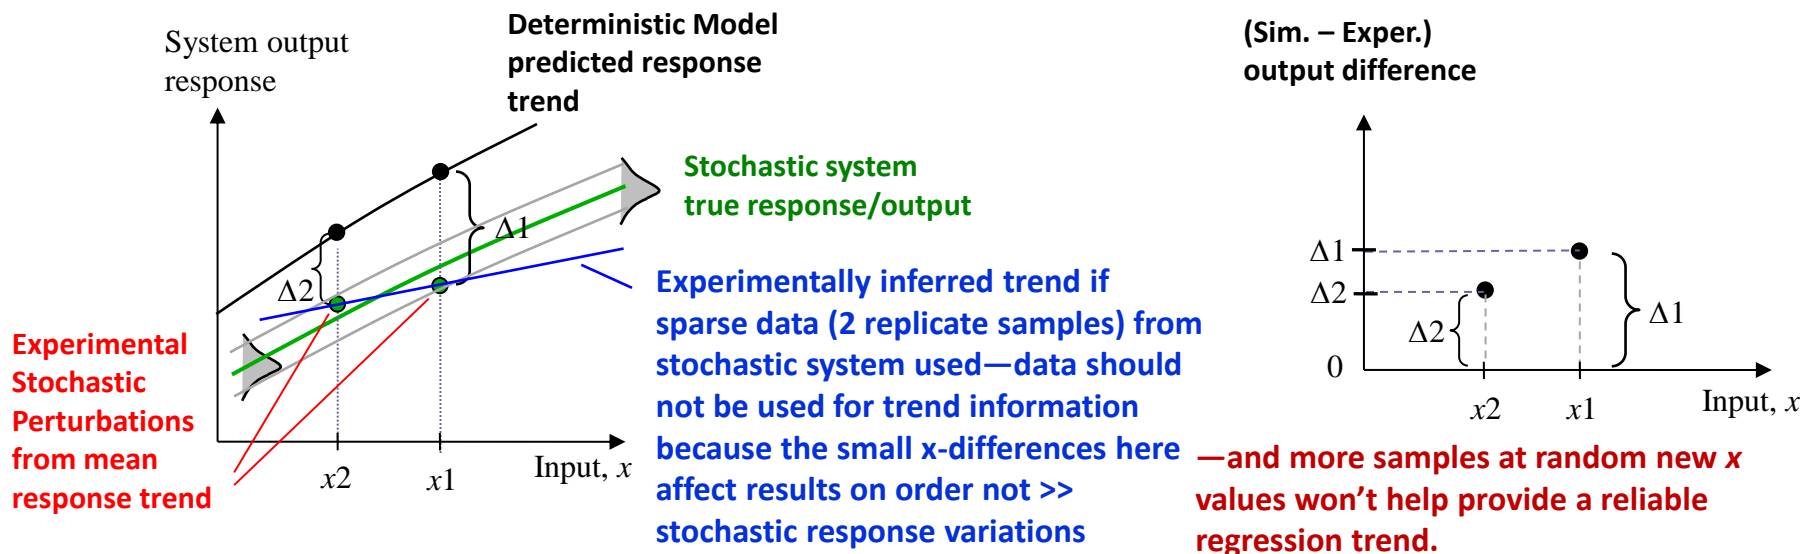 System output
response
Deterministic Model
predicted response
trend
Stochastic system
true response/output
Δ1
Δ2
Experimentally inferred trend if
sparse data (2 replicate samples) from
stochastic system used—data should
not be used for trend information
because the small x-differences here
affect results on order not >>
stochastic response variations
Experimental
Stochastic
Perturbations
from mean
response trend
x2
x1
Input, x
(Sim. – Exper.)
output difference
Δ1
Δ2
Δ2
Δ1
0
x2
x1
Input, x
—and more samples at random new x
values won’t help provide a reliable
regression trend.